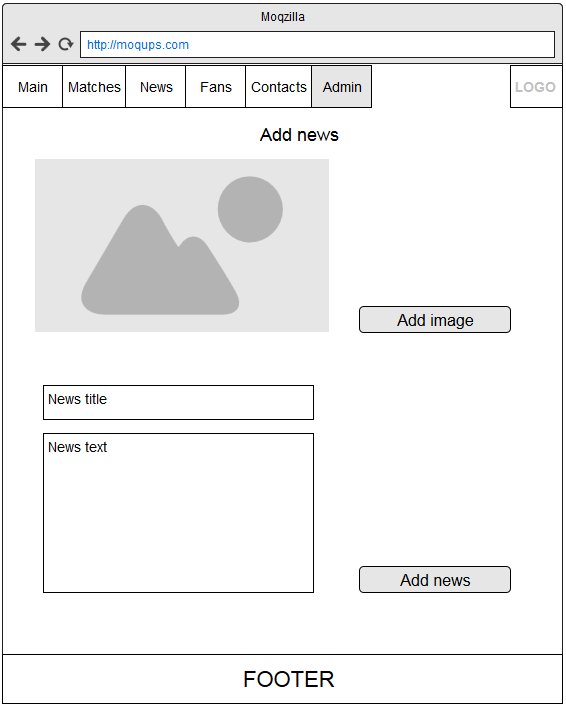 Moqzilla
http://moqups.com
Main Matches News Fans Contacts Admin LOGO
Add news
Add image
News title
News text
Add news
FOOTER